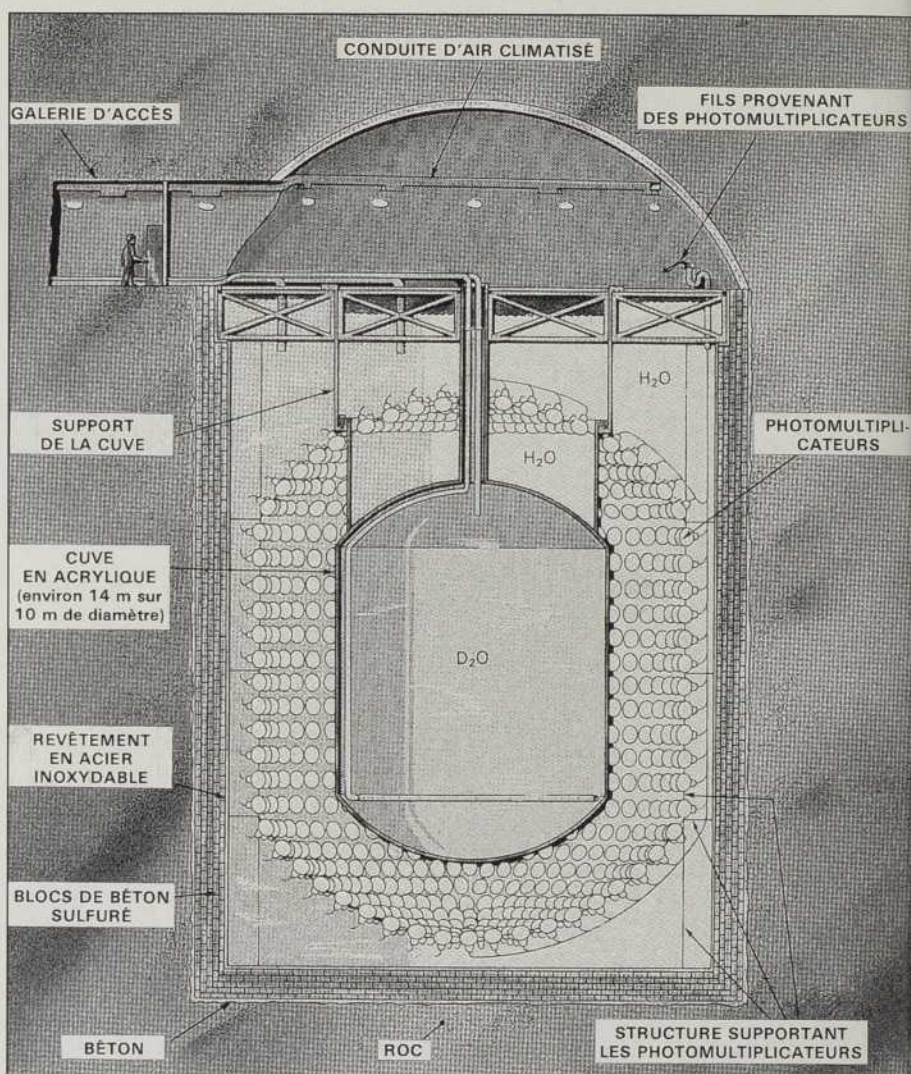 CONDUITE D'AIR CLIMATISÉ
GALERIE D'ACCÈS
FILS PROVENANT
DES PHOTOMULTIPLICATEURS
H₂O
SUPPORT
DE LA CUVE
PHOTOMULTIPLI-
CATEURS
H₂O
CUVE
EN ACRYLIQUE
(environ 14 m sur
10 m de diamètre)
D₂O
REVÊTEMENT
EN ACIER
INOXYDABLE
BLOCS DE BÉTON
SULFURÉ
BÉTON
ROC
STRUCTURE SUPPORTANT
LES PHOTOMULTIPLICATEURS